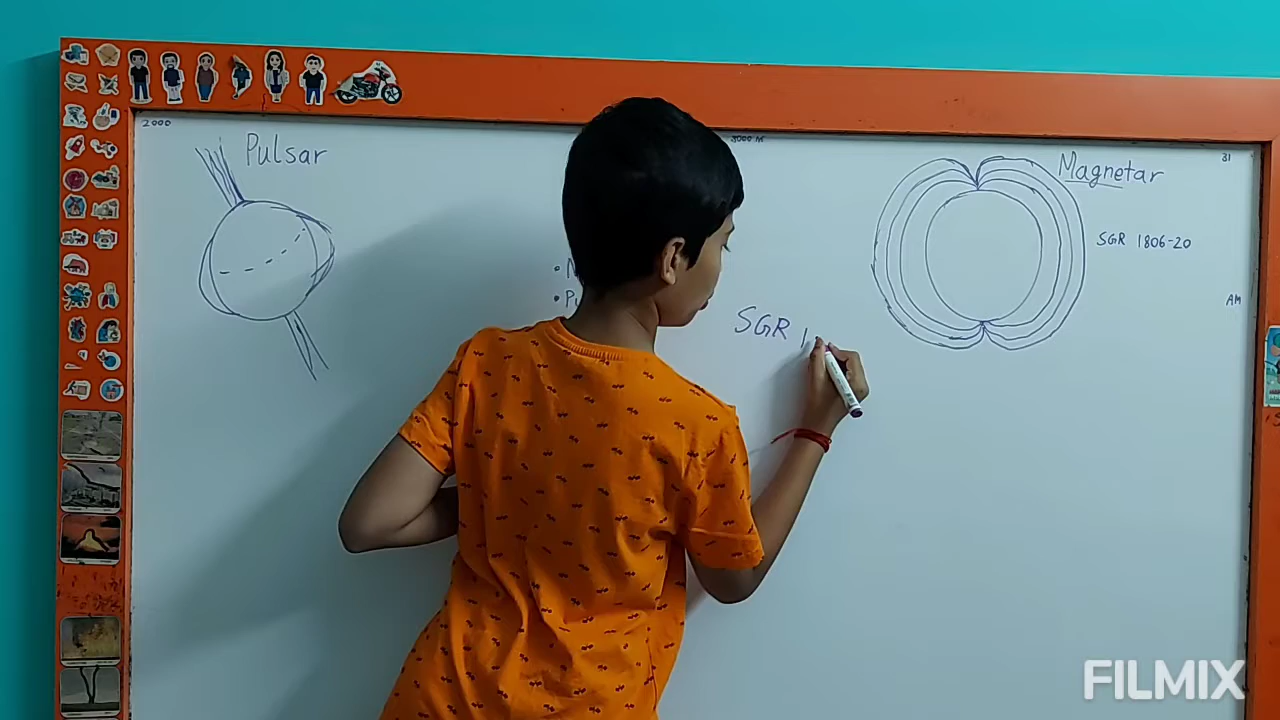 2000
3000 M
31
Pulsar
Magnetar
SGR 1806-20
AM
SGR 1
FILMIX